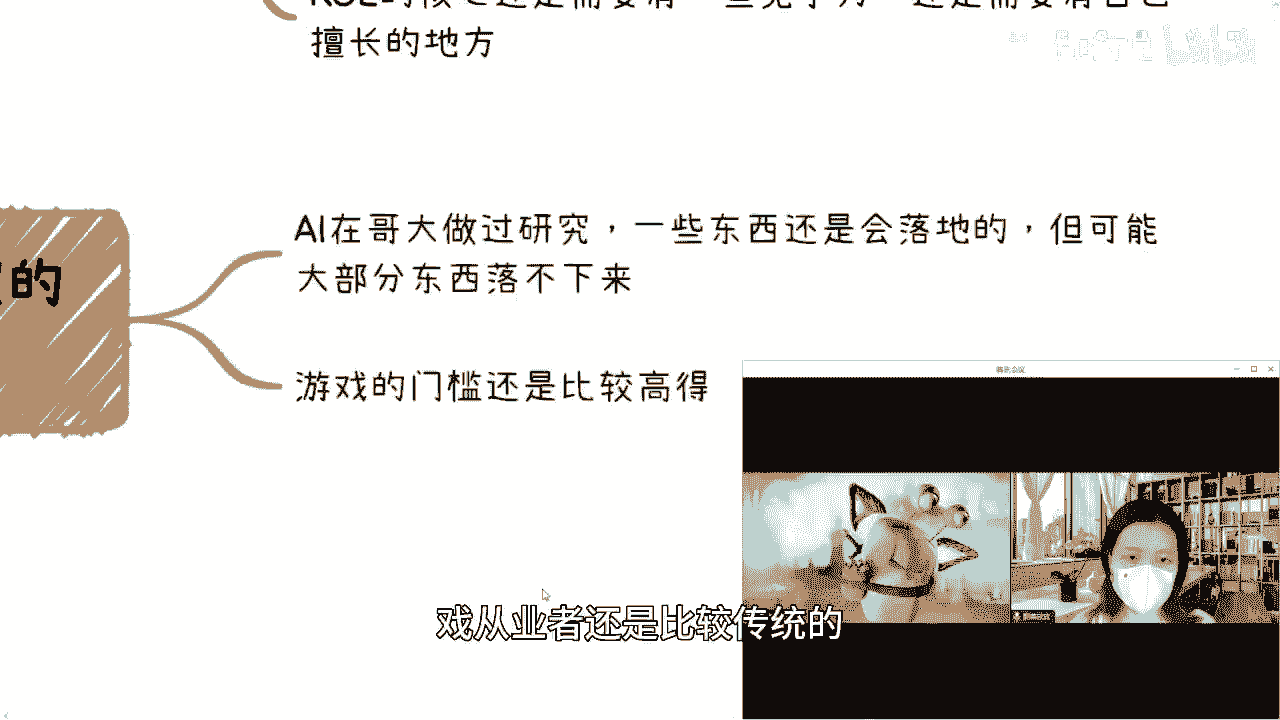 擅长的地方
AI在哥大做过研究，一些东西还是会落地的，但可能
大部分东西落不下来
的
游戏的门槛还是比较高得
戏从业者还是比较传统的